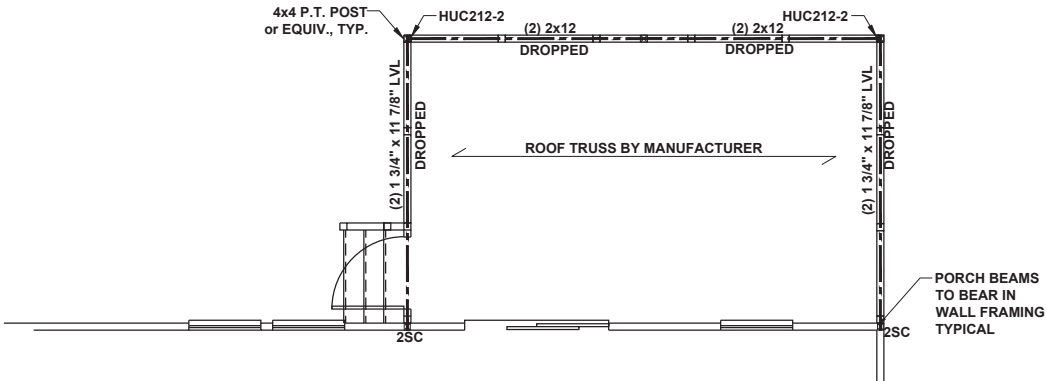 4x4 P.T. POST
or EQUIV., TYP.
HUC212-2
(2) 2x12
DROPPED
(2) 2x12
DROPPED
HUC212-2
(2) 1 3/4" x 11 7/8" LVL
DROPPED
ROOF TRUSS BY MANUFACTURER
(2) 1 3/4" x 11 7/8" LVL
DROPPED
PORCH BEAMS
TO BEAR IN
WALL FRAMING
TYPICAL
2SC
2SC